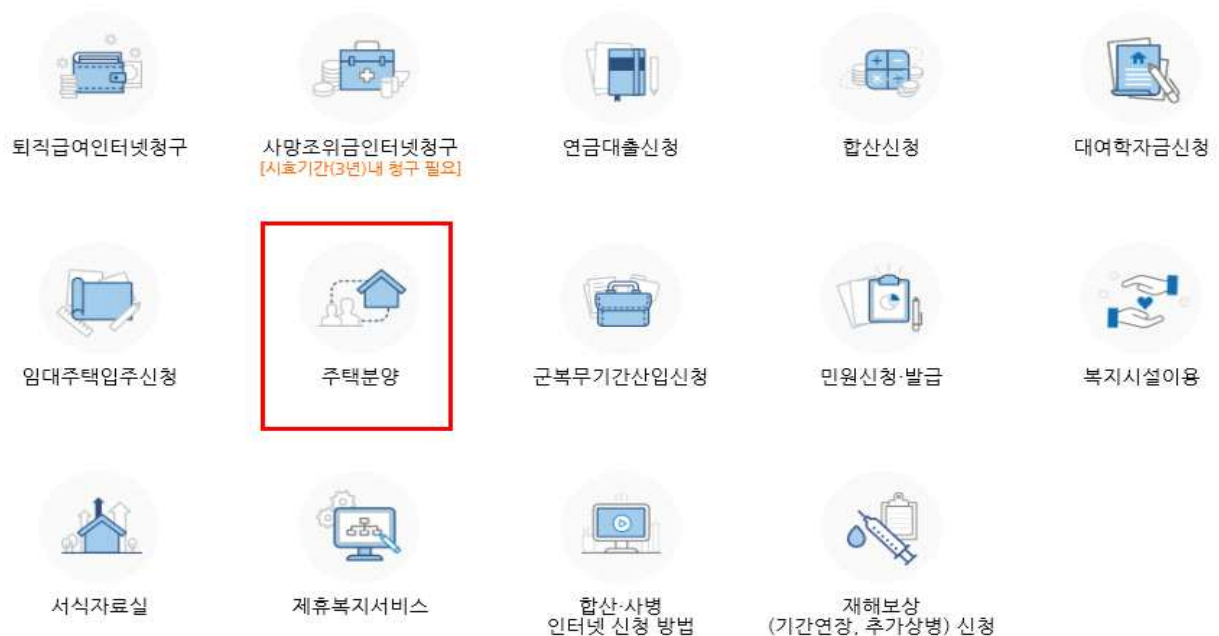 퇴직급여인터넷청구
사망조위금인터넷청구
[시효기간(3년)내 청구 필요]
연금대출신청
합산신청
대여학자금신청
임대주택입주신청
주택분양
군복무기간산입신청
민원신청·발급
복지시설이용
서식자료실
제휴복지서비스
합산·사병
인터넷 신청 방법
재해보상
(기간연장, 추가상병) 신청